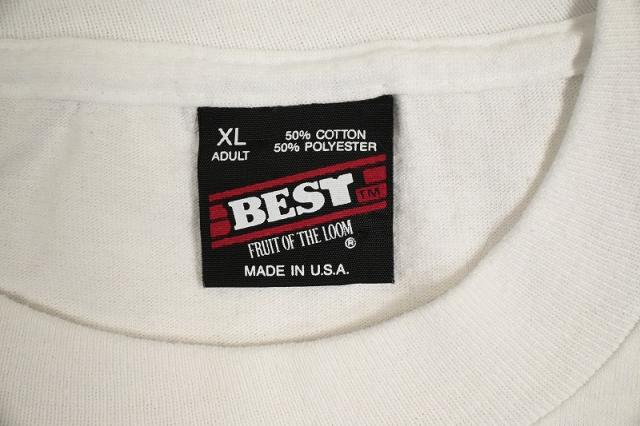 XL
ADULT
50% COTTON
50% POLYESTER
BEST TM
FRUIT OF THE LOOM ®
MADE IN U.S.A.